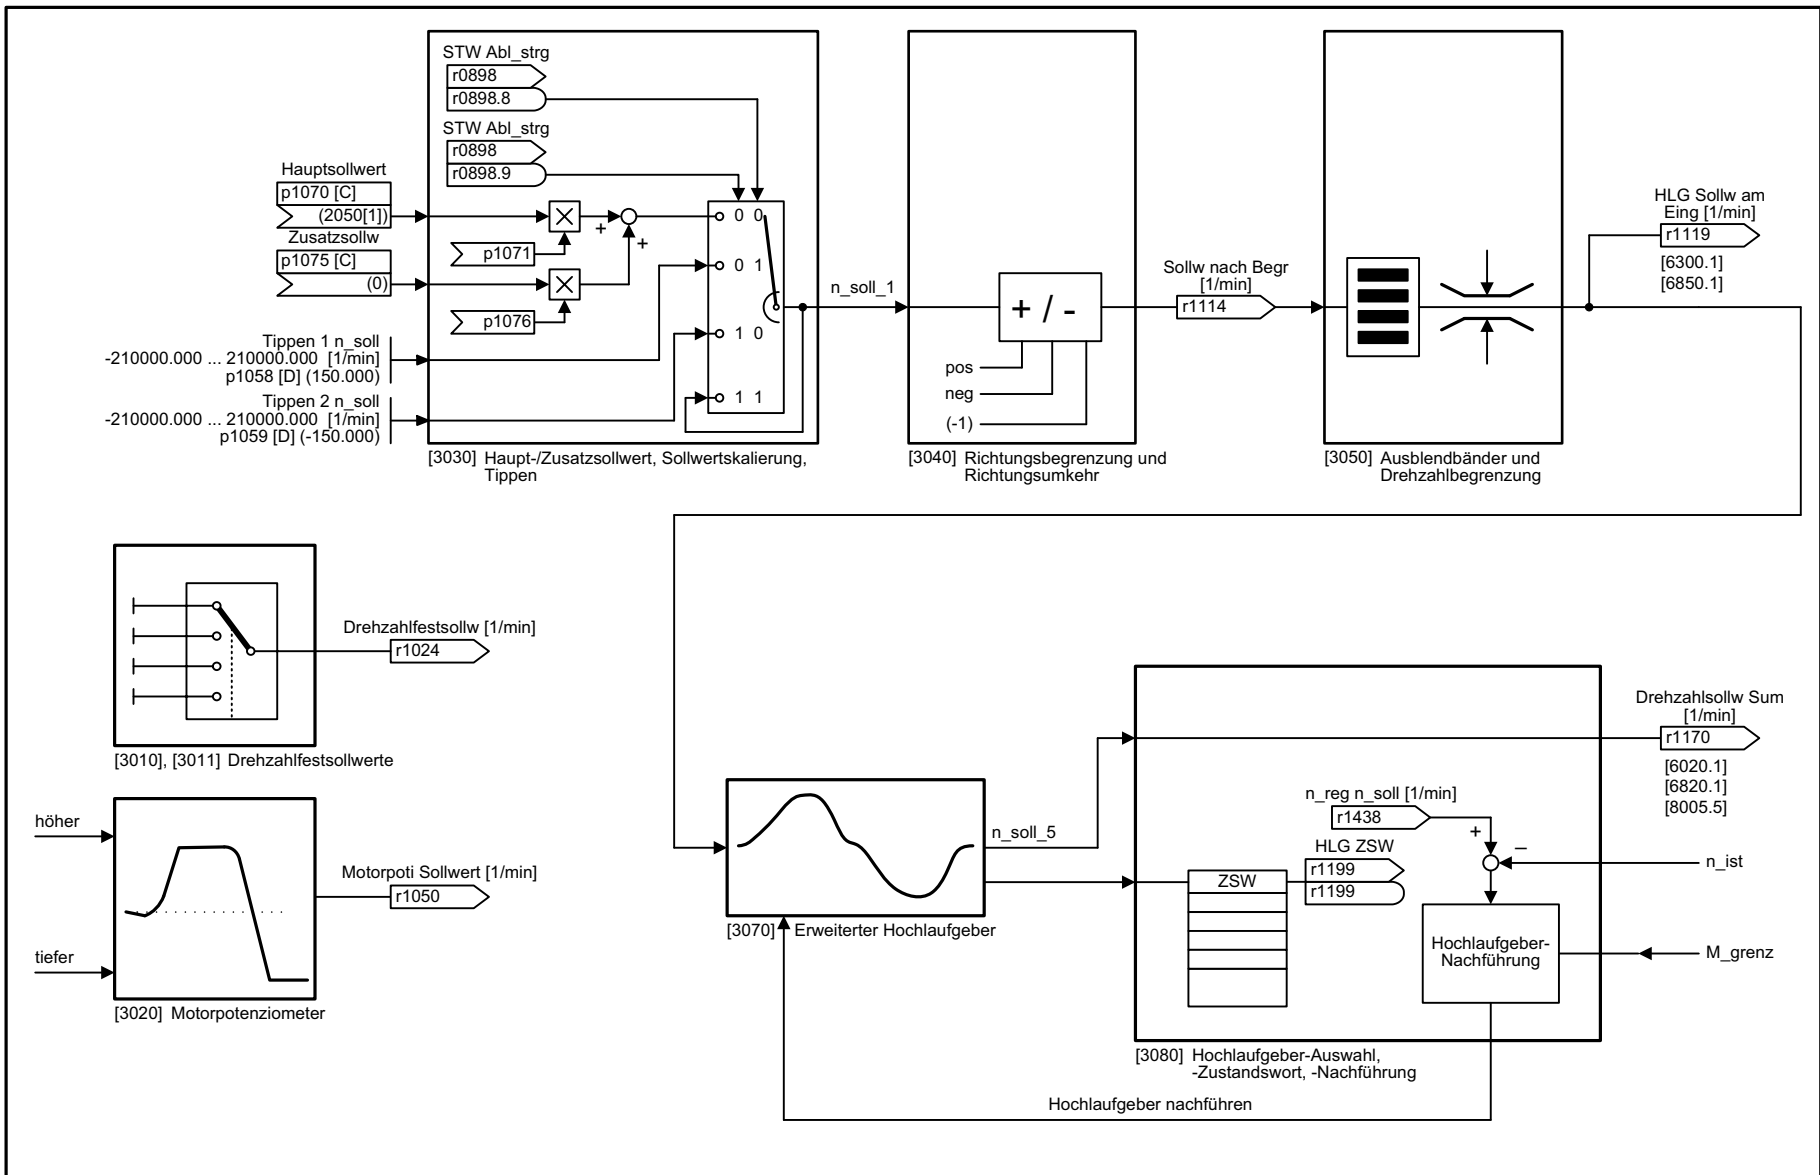 STW Abl_strg
r0898
r0898.8
STW Abl_strg
r0898
r0898.9
Hauptsollwert
p1070 [C]
(2050[1])
Zusatzsollw
p1075 [C]
(0)
p1071
p1076
+
+
0 0
0 1
1 0
1 1
Tippen 1 n_soll
-210000.000 ... 210000.000 [1/min]
p1058 [D] (150.000)
Tippen 2 n_soll
-210000.000 ... 210000.000 [1/min]
p1059 [D] (-150.000)
[3030] Haupt-/Zusatzsollwert, Sollwertskalierung,
Tippen
n_soll_1
+ / -
pos
neg
(-1)
[3040] Richtungsbegrenzung und
Richtungsumkehr
Sollw nach Begr
[1/min]
r1114
[3050] Ausblendbänder und
Drehzahlbegrenzung
HLG Sollw am
Eing [1/min]
r1119
[6300.1]
[6850.1]
Drehzahlfestsollw [1/min]
r1024
[3010], [3011] Drehzahlfestsollwerte
höher
tiefer
Motorpoti Sollwert [1/min]
r1050
[3020] Motorpotenziometer
n_soll_5
[3070] Erweiterter Hochlaufgeber
Drehzahlsollw Sum
[1/min]
r1170
[6020.1]
[6820.1]
[8005.5]
n_reg n_soll [1/min]
r1438
+
–
n_ist
HLG ZSW
r1199
r1199
ZSW
Hochlaufgeber-
Nachführung
M_grenz
[3080] Hochlaufgeber-Auswahl,
-Zustandswort, -Nachführung
Hochlaufgeber nachführen